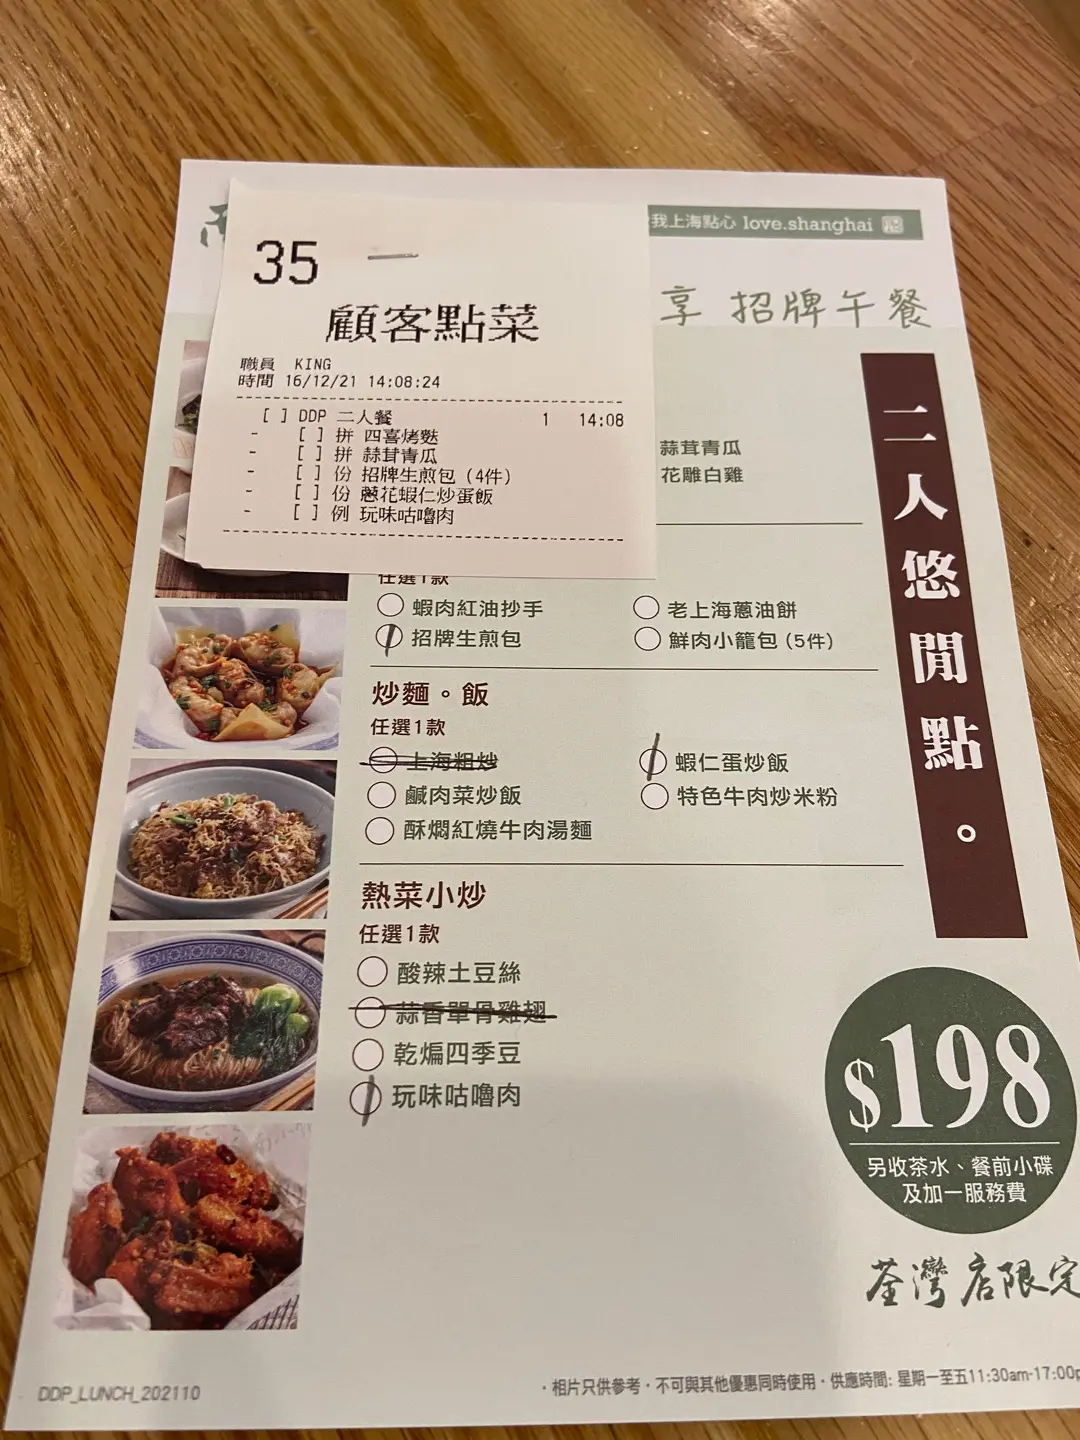 我上海點心 love.shanghai
35
顧客點菜
職員 KING
時間 16/12/21 14:08:24
[ ] DDP 二人餐 1 14:08
- [ ] 拼 四喜烤麩
- [ ] 拼 蒜茸青瓜
- [ ] 份 招牌生煎包 (4件)
- [ ] 份 蔥花蝦仁炒蛋飯
- [ ] 例 玩味咕嚕肉
享 招牌午餐
二人悠閒點。
蒜茸青瓜
花雕白雞
任選1款
蝦肉紅油抄手
老上海蔥油餅
招牌生煎包
鮮肉小籠包 (5件)
炒麵。飯
任選1款
上海粗炒
蝦仁蛋炒飯
鹹肉菜炒飯
特色牛肉炒米粉
酥燜紅燒牛肉湯麵
熱菜小炒
任選1款
酸辣土豆絲
蒜香單骨雞翅
乾煸四季豆
玩味咕嚕肉
$198
另收茶水、餐前小碟
及加一服務費
荃灣店限定
DDP_LUNCH_202110
·相片只供參考·不可與其他優惠同時使用·供應時間: 星期一至五11:30am-17:00p